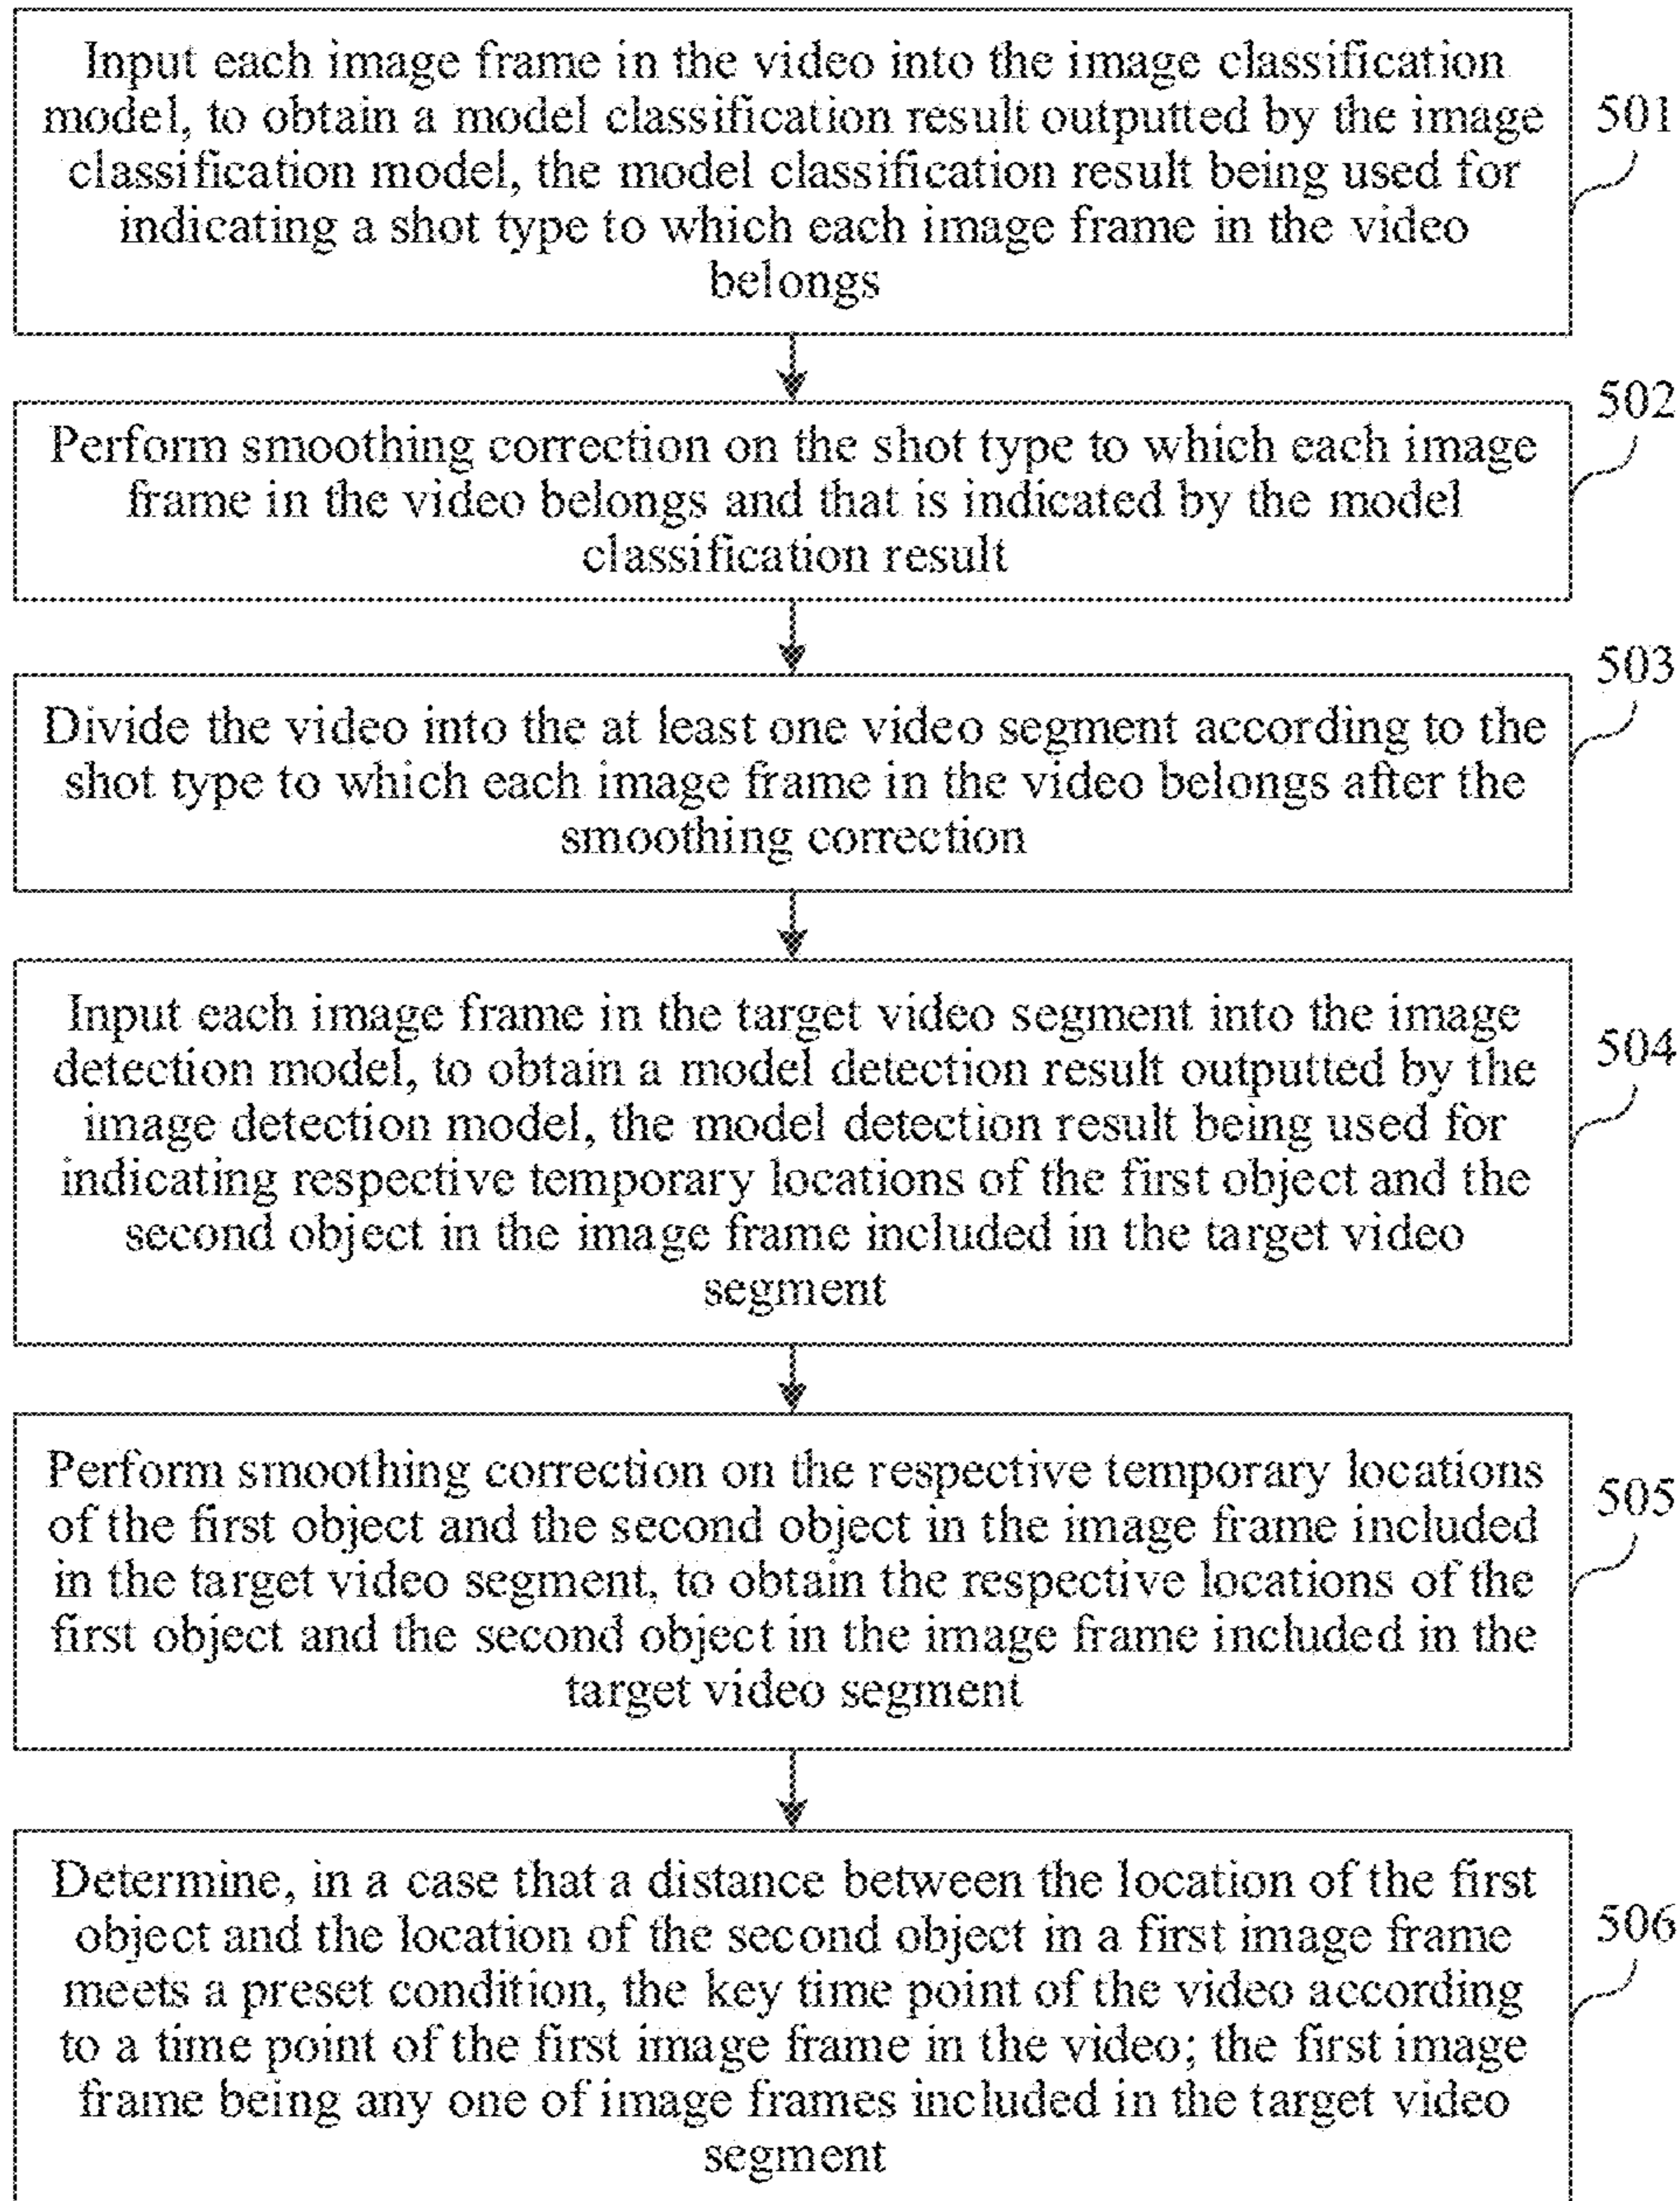 Input each image frame in the video into the image classification
model, to obtain a model classification result outputted by the image
classification model, the model classification result being used for
indicating a shot type to which each image frame in the video
belongs
501
Perform smoothing correction on the shot type to which each image
frame in the video belongs and that is indicated by the model
classification result
502
Divide the video into the at least one video segment according to the
shot type to which each image frame in the video belongs after the
smoothing correction
503
Input each image frame in the target video segment into the image
detection model, to obtain a model detection result outputted by the
image detection model, the model detection result being used for
indicating respective temporary locations of the first object and the
second object in the image frame included in the target video
segment
504
Perform smoothing correction on the respective temporary locations
of the first object and the second object in the image frame included
in the target video segment, to obtain the respective locations of the
first object and the second object in the image frame included in the
target video segment
505
Determine, in a case that a distance between the location of the first
object and the location of the second object in a first image frame
meets a preset condition, the key time point of the video according
to a time point of the first image frame in the video; the first image
frame being any one of image frames included in the target video
segment
506